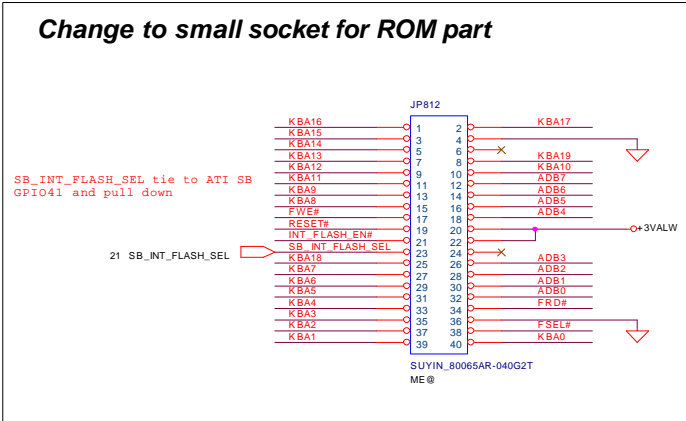 Change to small socket for ROM part
JP812
KBA16 1 2 KBA17
KBA15 3 4
KBA14 5 6
KBA13 7 8 KBA19
KBA12 9 10 KBA10
KBA11 11 12 ADB7
KBA9 13 14 ADB6
KBA8 15 16 ADB5
FWE# 17 18 ADB4
RESET# 19 20 +3VALW
INT_FLASH_EN# 21 22
21 SB_INT_FLASH_SEL SB_INT_FLASH_SEL 23 24
KBA18 25 26 ADB3
KBA7 27 28 ADB2
KBA6 29 30 ADB1
KBA5 31 32 ADB0
KBA4 33 34 FRD#
KBA3 35 36
KBA2 37 38 FSEL#
KBA1 39 40 KBA0
SB_INT_FLASH_SEL tie to ATI SB
GPIO41 and pull down
SUYIN_80065AR-040G2T
ME@